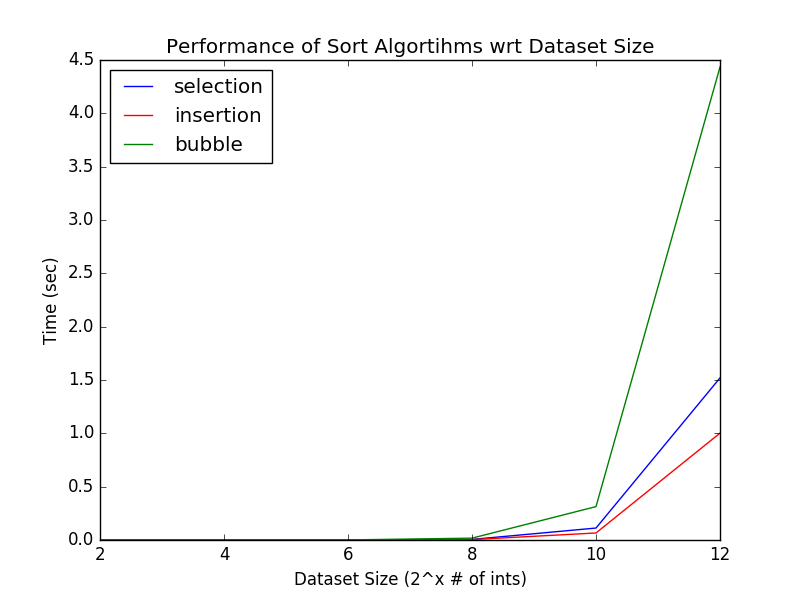 Performance of Sort Algortihms wrt Dataset Size
4.5
4.0
3.5
3.0
2.5
2.0
1.5
1.0
0.5
0.0
selection
insertion
bubble
Time (sec)
2 4 6 8 10 12
Dataset Size (2^x # of ints)